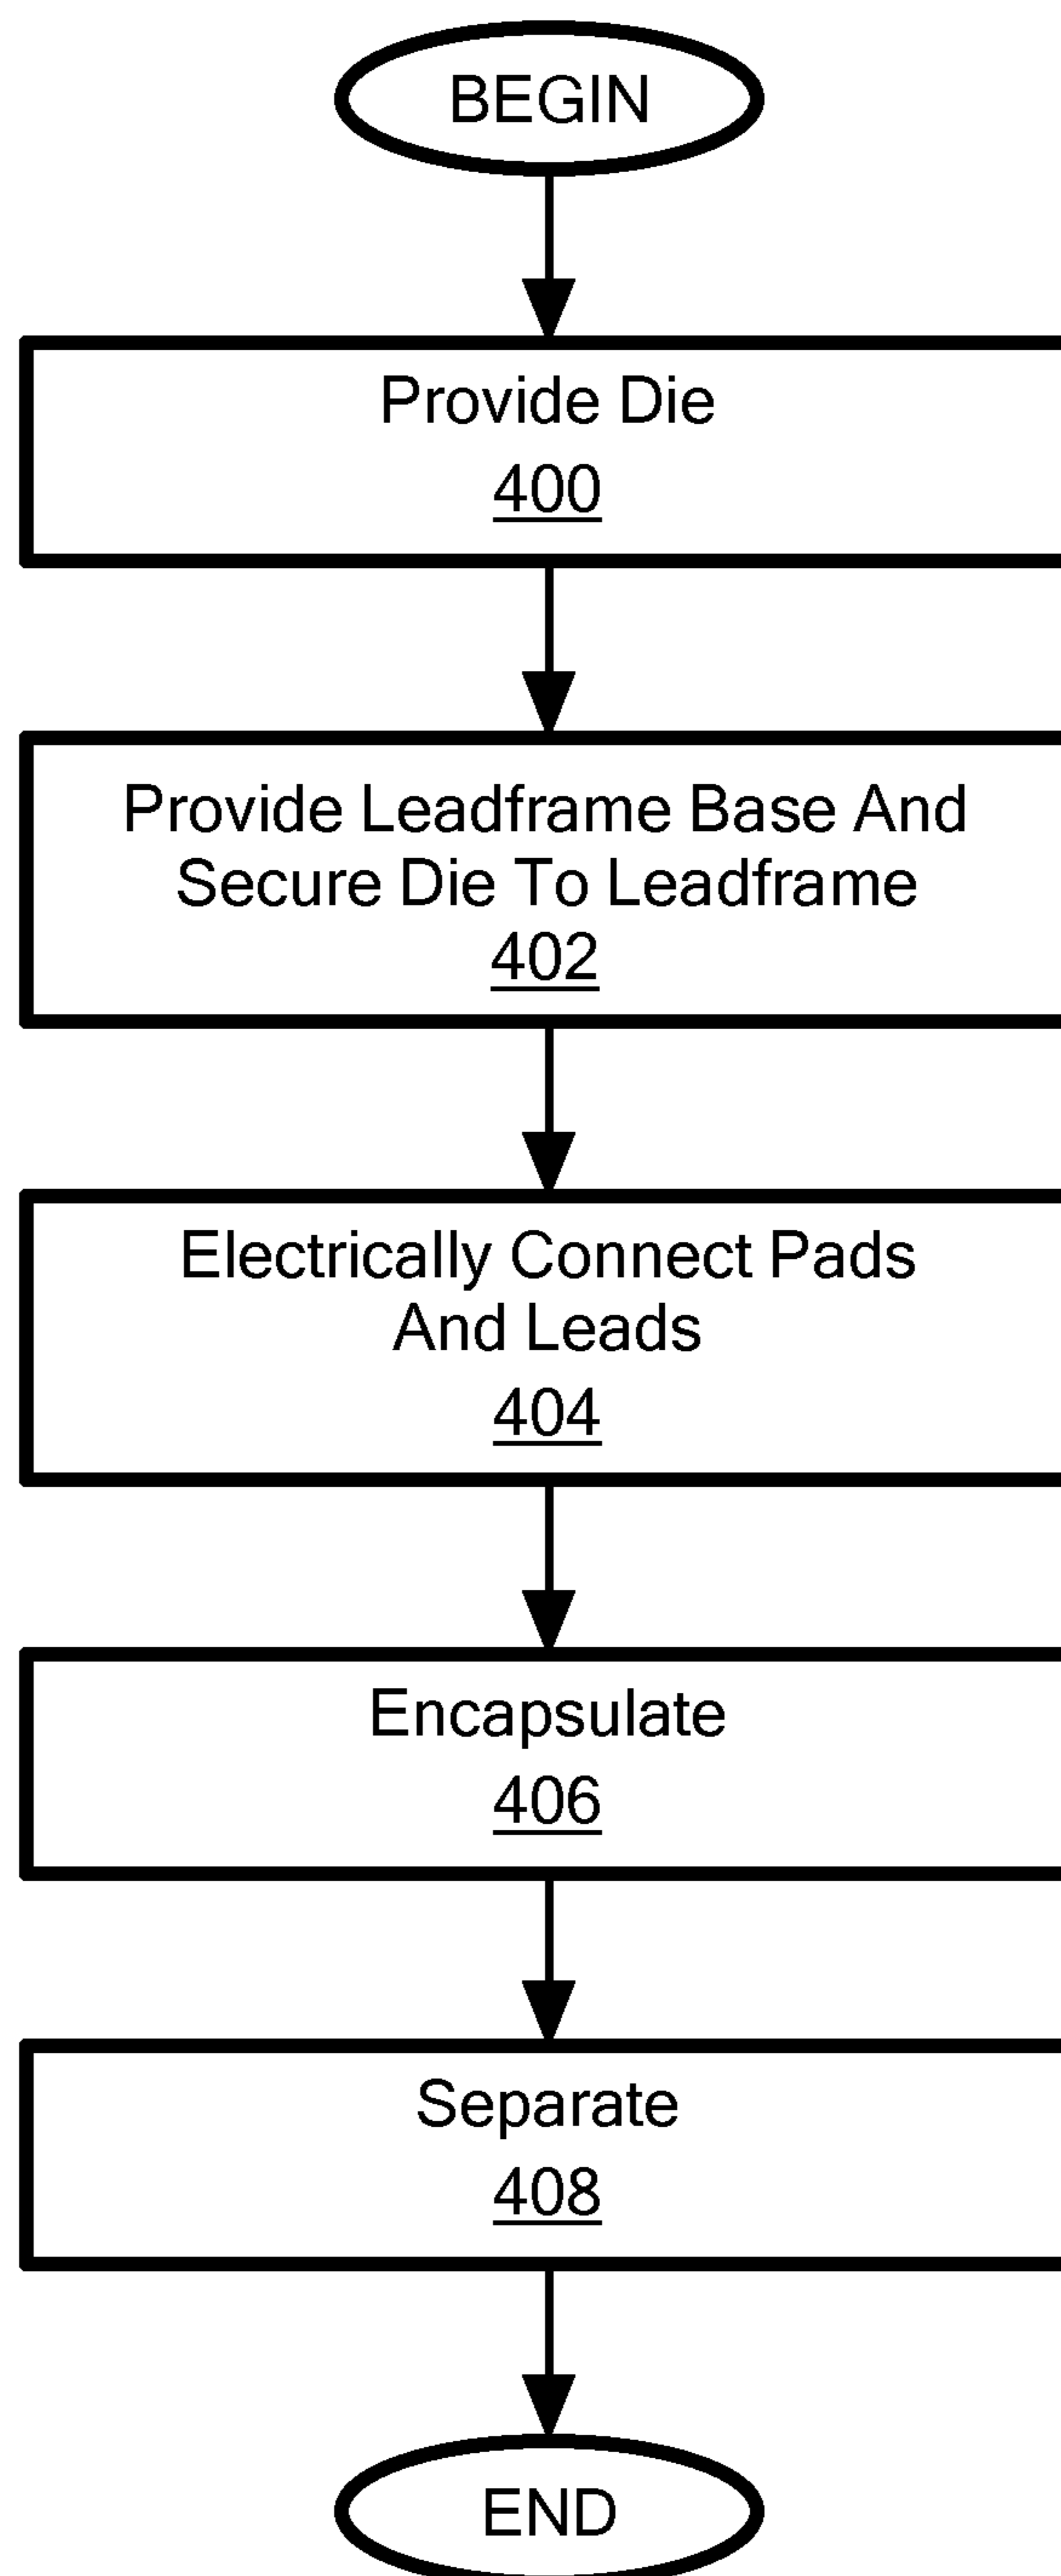 BEGIN
Provide Die
400
Provide Leadframe Base And
Secure Die To Leadframe
402
Electrically Connect Pads
And Leads
404
Encapsulate
406
Separate
408
END